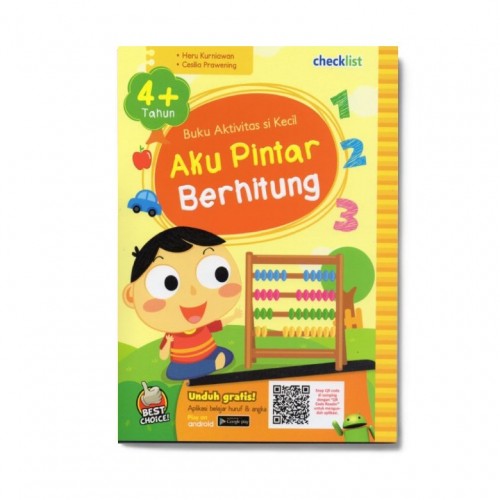 • Heru Kurniawan
• Cesilia Prawening
checklist
4+
Tahun
Buku Aktivitas si Kecil
Aku Pintar
Berhitung
1
2
3
BEST
CHOICE!
Unduh gratis!
Aplikasi belajar huruf & angka
android
Google play